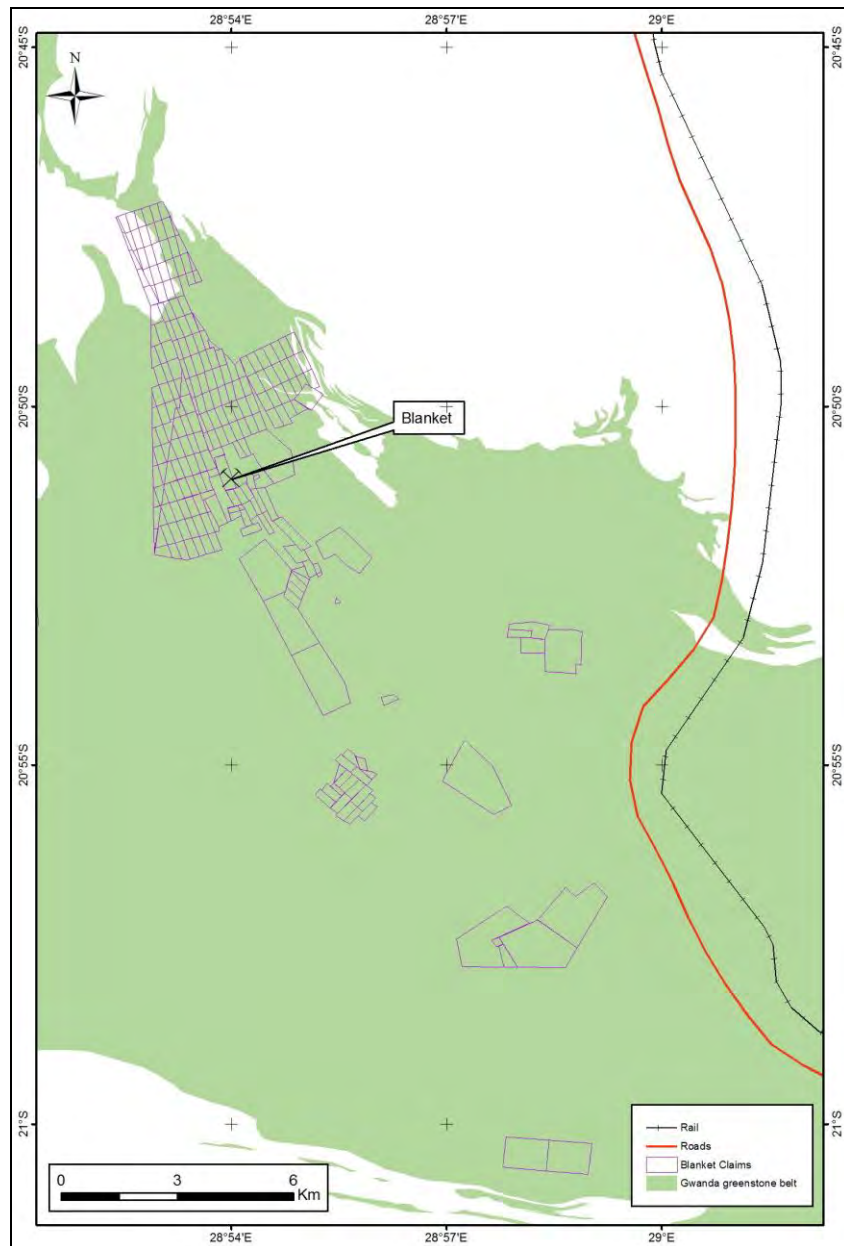 28°54'E 28°57'E 29°E
20°45'S 20°45'S
N
20°50'S 20°50'S
Blanket
20°55'S 20°55'S
21°S 21°S
Rail
Roads
Blanket Claims
Gwanda greenstone belt
0 3 6
Km
28°54'E 28°57'E 29°E